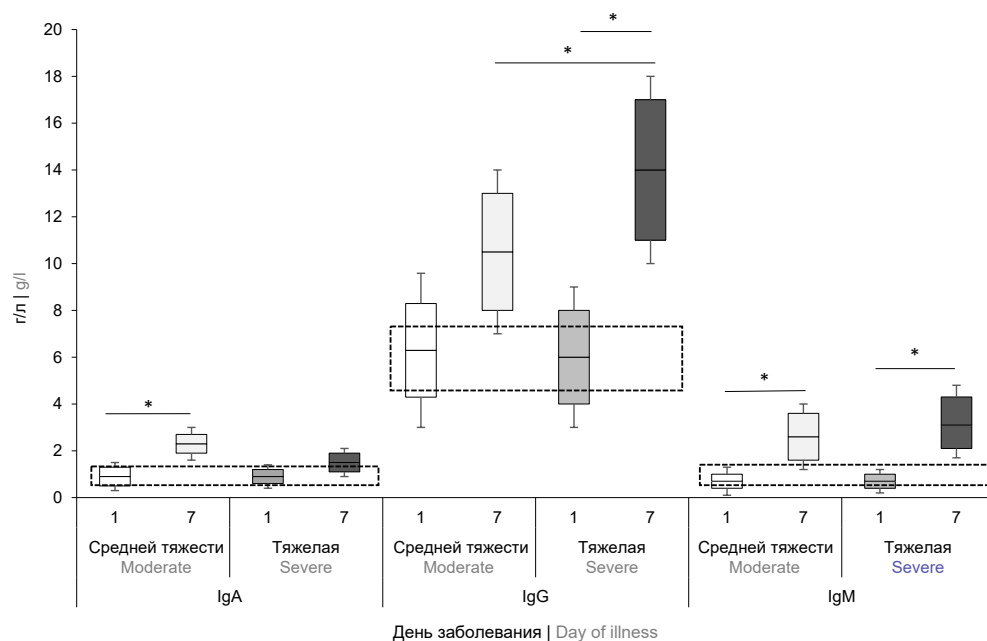 *
*
20
18
16
14
12
10
8
6
4
2
0
г/л | g/l
*
*
*
1 7 1 7 1 7 1 7 1 7 1 7
Средней тяжести Тяжелая Средней тяжести Тяжелая Средней тяжести Тяжелая
Moderate Severe Moderate Severe Moderate Severe
IgA IgG IgM
День заболевания | Day of illness